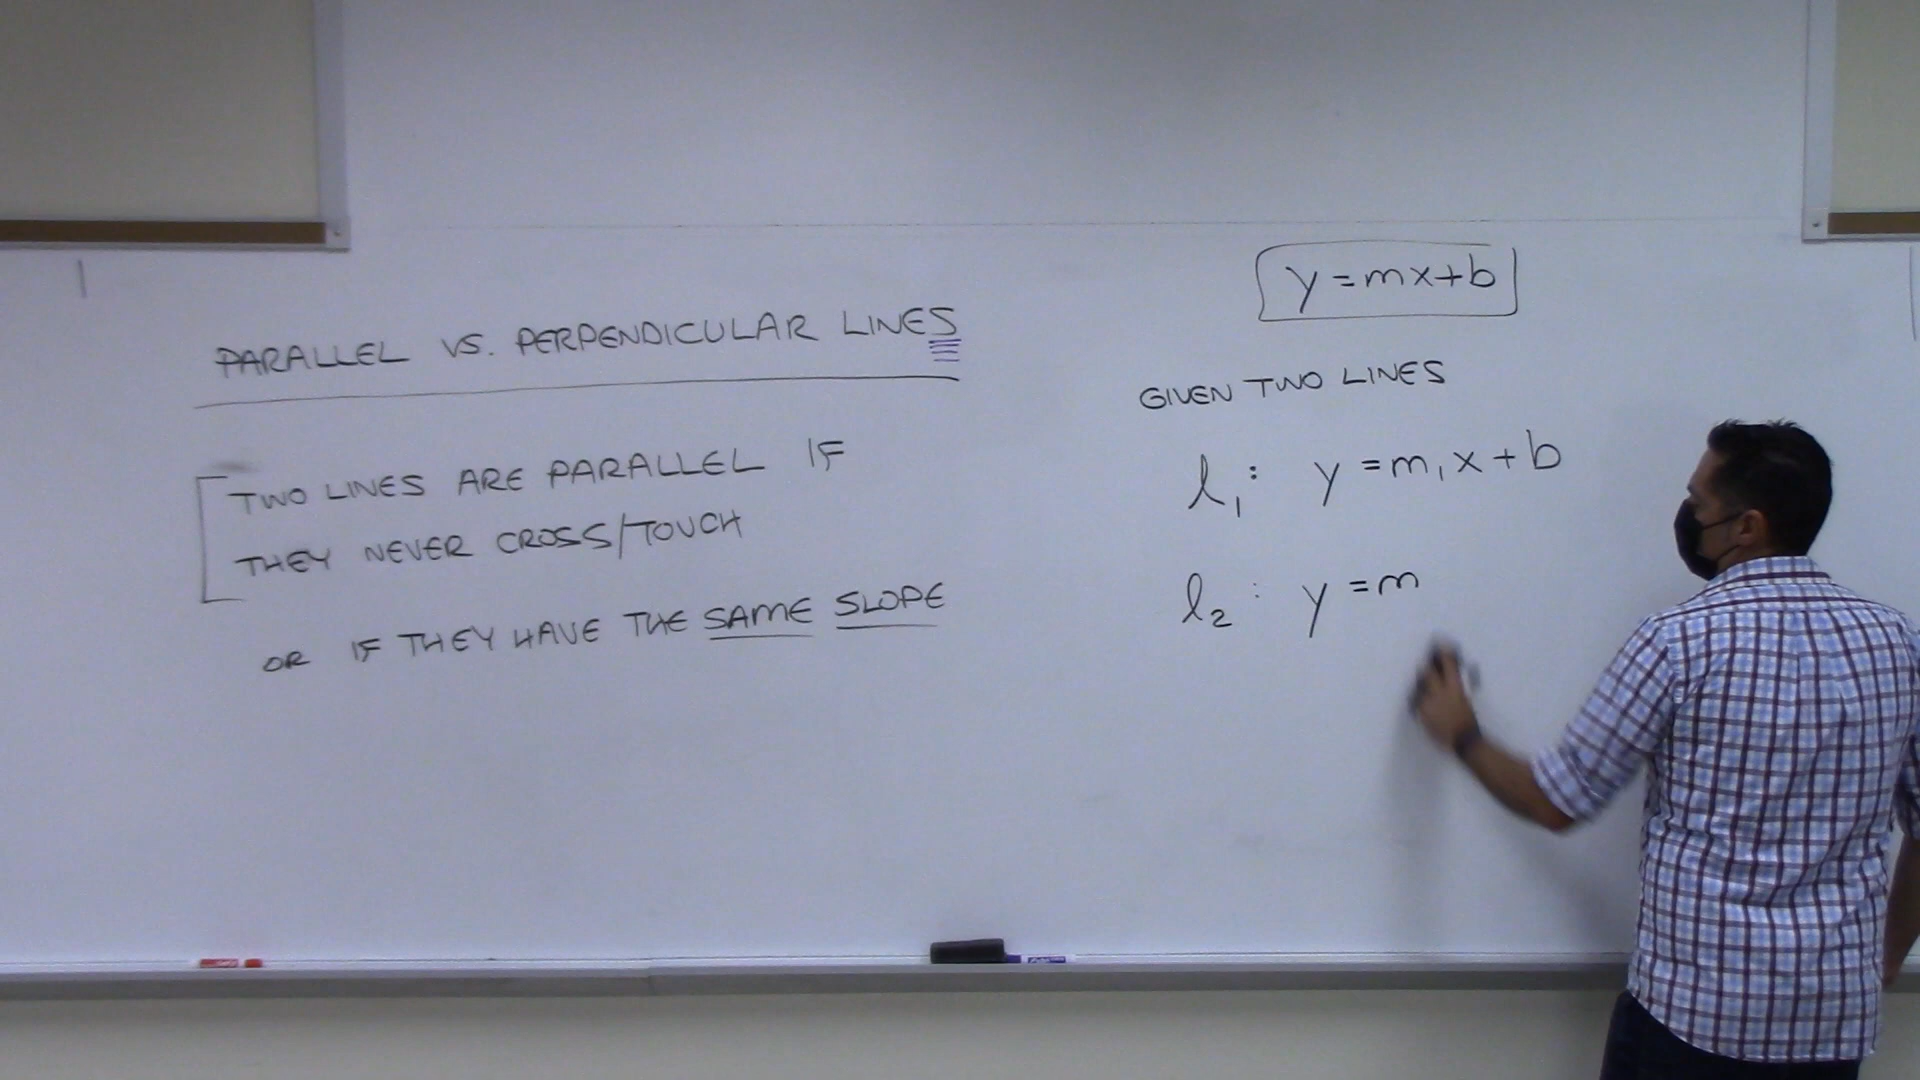 PARALLEL VS. PERPENDICULAR LINES
TWO LINES ARE PARALLEL IF
THEY NEVER CROSS/TOUCH
OR IF THEY HAVE THE SAME SLOPE
y = mx + b
GIVEN TWO LINES
l₁: y = m₁x + b
l₂: y = m